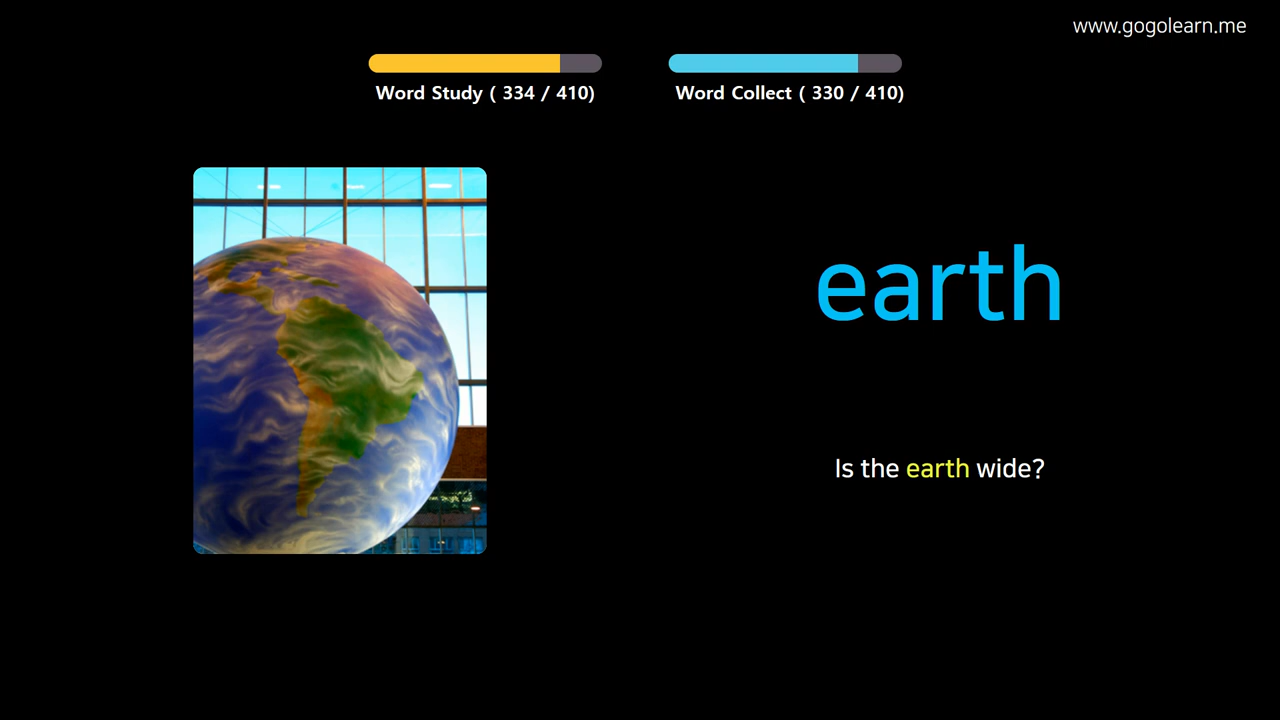 www.gogolearn.me
Word Study ( 334 / 410)
Word Collect ( 330 / 410)
earth
Is the earth wide?